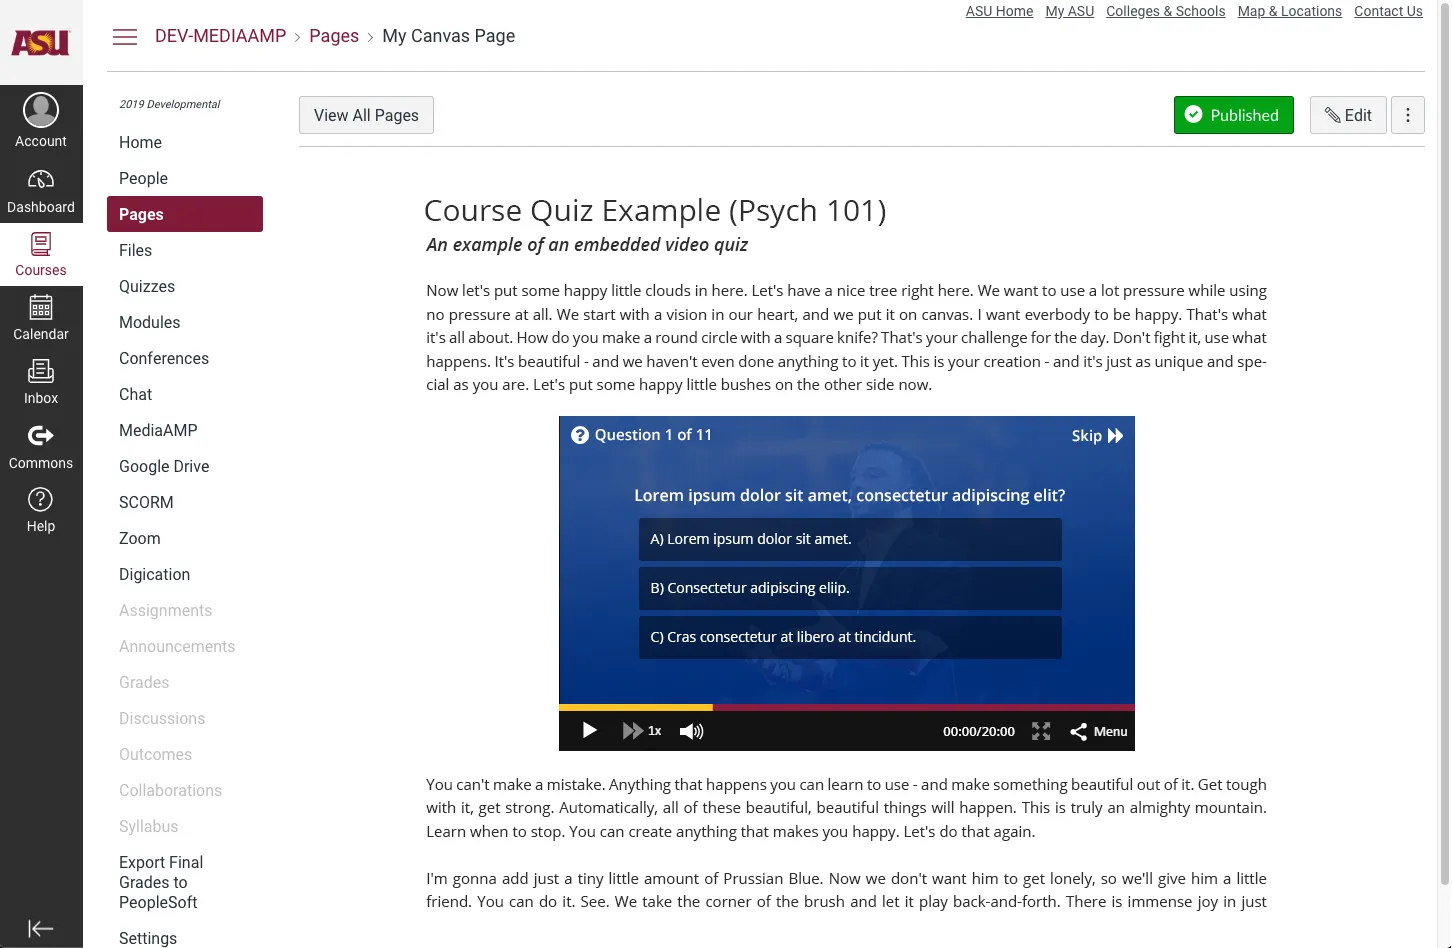 ASU Home My ASU Colleges & Schools Map & Locations Contact Us
ASU
DEV-MEDIAAMP > Pages > My Canvas Page
Account
Dashboard
Courses
Calendar
Inbox
Commons
Help
2019 Developmental
Home
People
Pages
Files
Quizzes
Modules
Conferences
Chat
MediaAMP
Google Drive
SCORM
Zoom
Digication
Assignments
Announcements
Grades
Discussions
Outcomes
Collaborations
Syllabus
Export Final
Grades to
PeopleSoft
Settings
View All Pages
Published
Edit
Course Quiz Example (Psych 101)
An example of an embedded video quiz
Now let's put some happy little clouds in here. Let's have a nice tree right here. We want to use a lot pressure while using
no pressure at all. We start with a vision in our heart, and we put it on canvas. I want everbody to be happy. That's what
it's all about. How do you make a round circle with a square knife? That's your challenge for the day. Don't fight it, use what
happens. It's beautiful - and we haven't even done anything to it yet. This is your creation - and it's just as unique and spe-
cial as you are. Let's put some happy little bushes on the other side now.
Question 1 of 11
Skip
Lorem ipsum dolor sit amet, consectetur adipiscing elit?
A) Lorem ipsum dolor sit amet.
B) Consectetur adipiscing eliip.
C) Cras consectetur at libero at tincidunt.
1x
00:00/20:00
Menu
You can't make a mistake. Anything that happens you can learn to use - and make something beautiful out of it. Get tough
with it, get strong. Automatically, all of these beautiful, beautiful things will happen. This is truly an almighty mountain.
Learn when to stop. You can create anything that makes you happy. Let's do that again.
I'm gonna add just a tiny little amount of Prussian Blue. Now we don't want him to get lonely, so we'll give him a little
friend. You can do it. See. We take the corner of the brush and let it play back-and-forth. There is immense joy in just